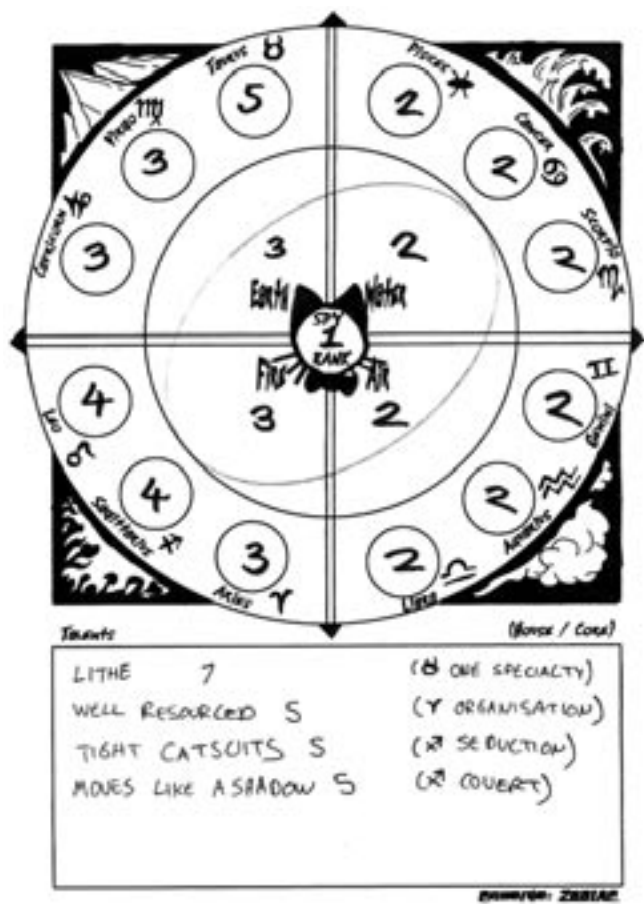 Taurus ♉ 5
Pisces 2
Virgo ♍ 3
Cancer ♋ 2
Capricorn ♑ 3
Scorpio ♏ 2
3
2
Earth
Water
SPY
1
RANK
Fire
Air
3
2
Leo 4
Gemini ♊ 2
Sagittarius ♐ 4
Aquarius ♒ 2
Aries ♈ 3
Libra ♎ 2
Talents (House / Core)
LITHE 7 (♉ ONE SPECIALTY)
WELL RESOURCED 5 (♈ ORGANISATION)
TIGHT CATSUITS 5 (♐ SEDUCTION)
MOVES LIKE A SHADOW 5 (♐ COVERT)
ZODIAC